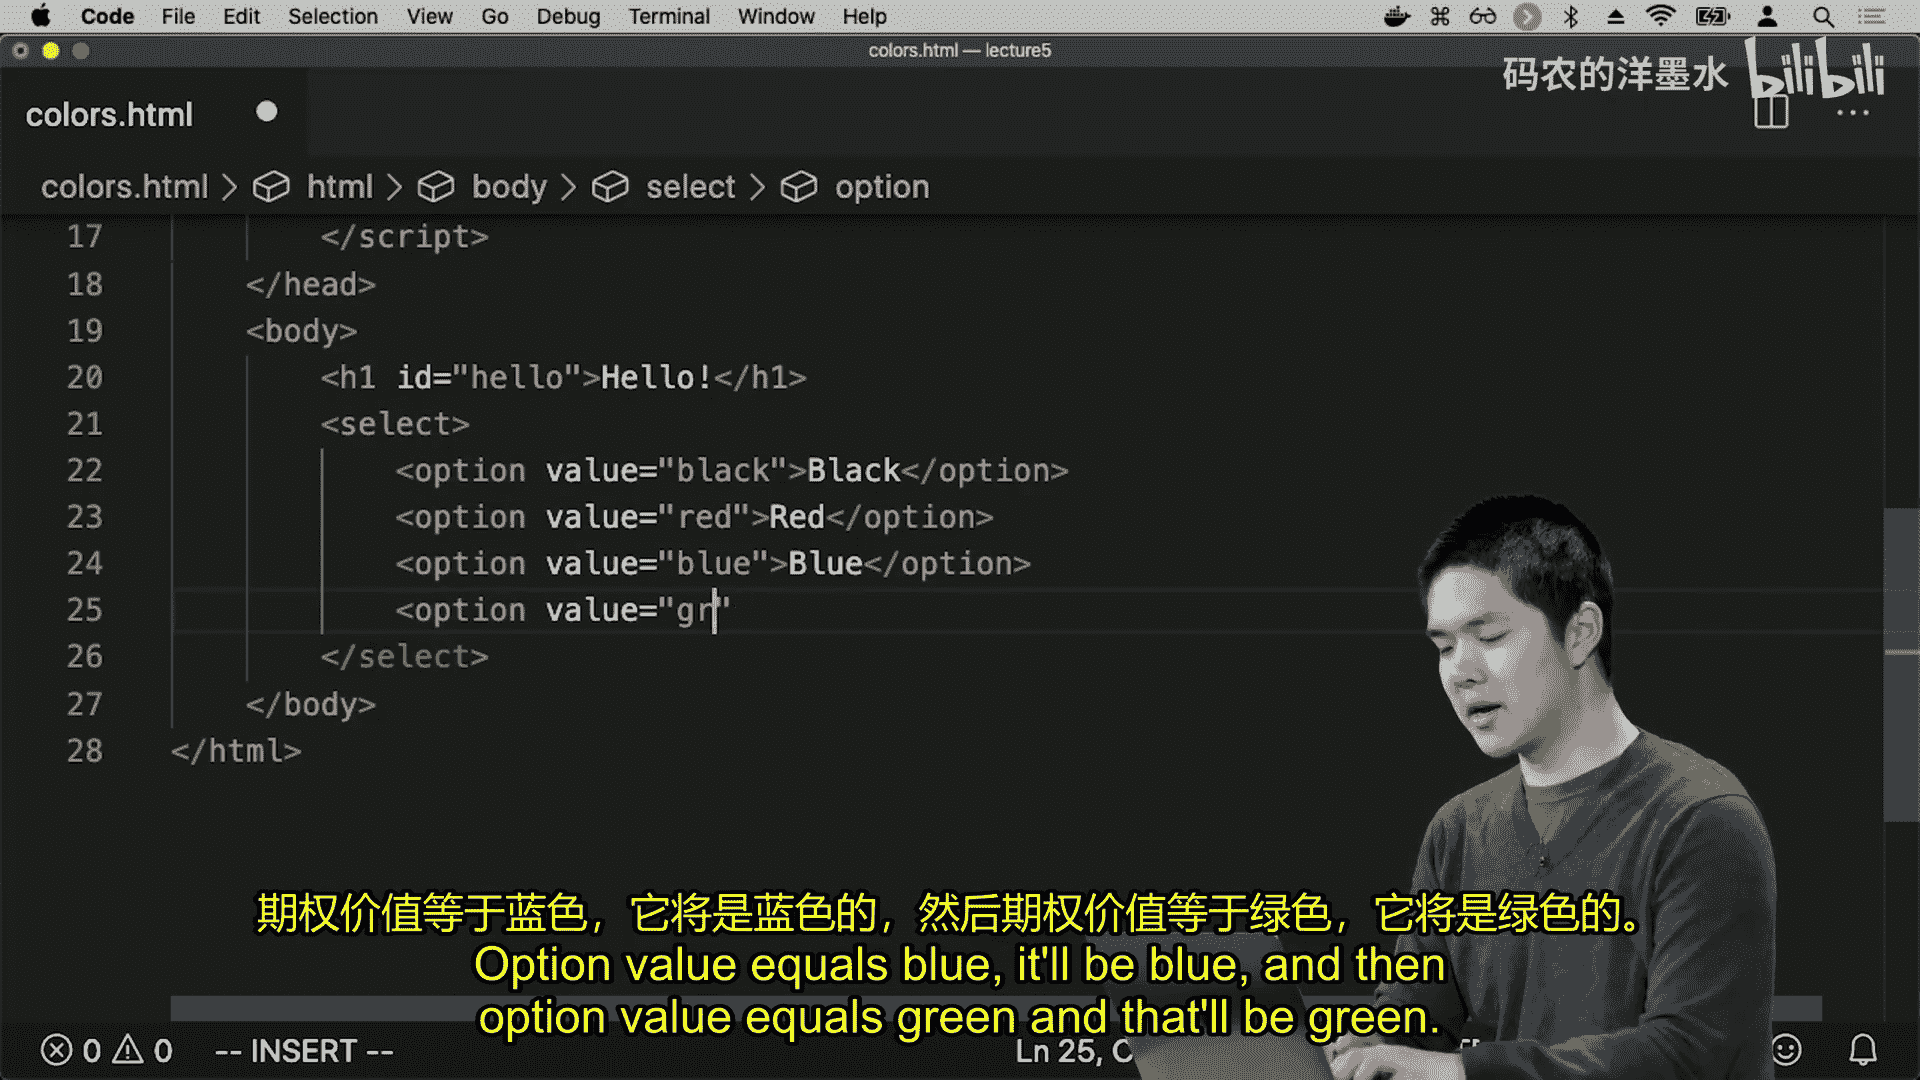 Code File Edit Selection View Go Debug Terminal Window Help
colors.html — lecture5
码农的洋墨水 bilibili
colors.html
colors.html > html > body > select > option
17 </script>
18 </head>
19 <body>
20 <h1 id="hello">Hello!</h1>
21 <select>
22 <option value="black">Black</option>
23 <option value="red">Red</option>
24 <option value="blue">Blue</option>
25 <option value="gr"
26 </select>
27 </body>
28 </html>
期权价值等于蓝色，它将是蓝色的，然后期权价值等于绿色，它将是绿色的。
Option value equals blue, it'll be blue, and then
option value equals green and that'll be green.
0 0 -- INSERT -- Ln 25, C